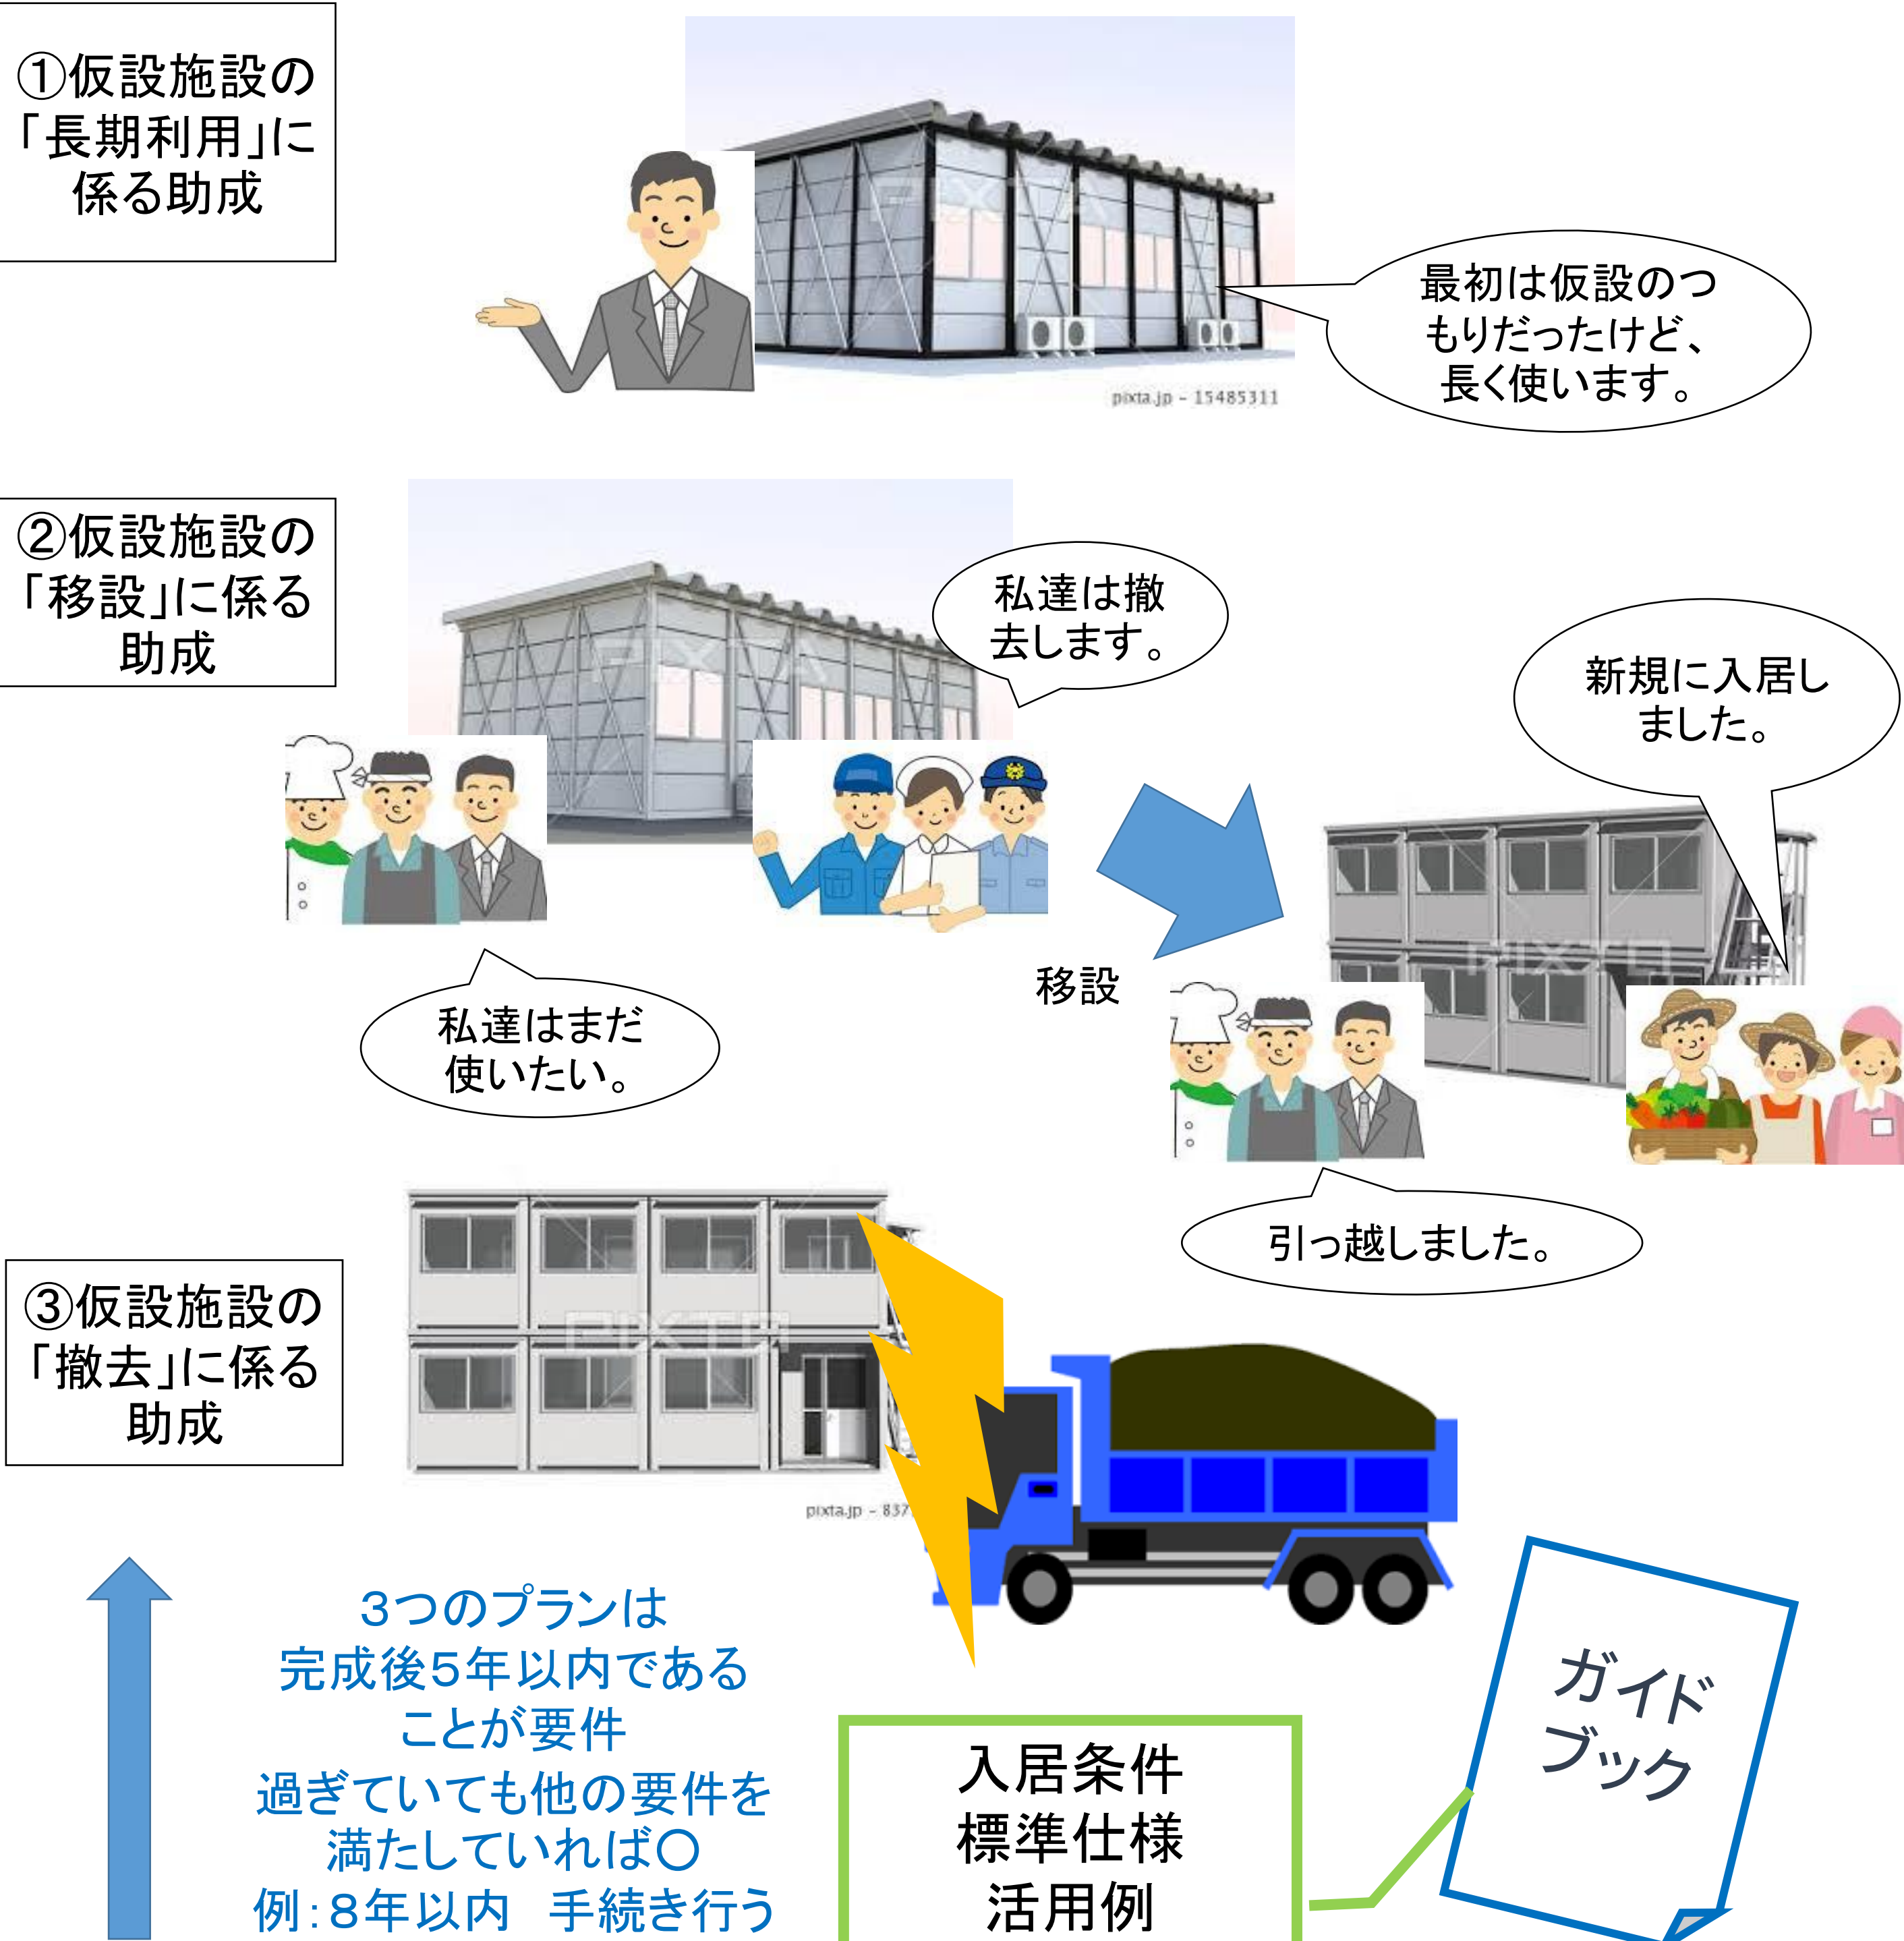 ①仮設施設の
「長期利用」に
係る助成
PIXTA
最初は仮設のつ
もりだったけど、
長く使います。
pixta.jp - 15485311
②仮設施設の
「移設」に係る
助成
PIXTA
私達は撤
去します。
新規に入居し
ました。
PIXTA
移設
私達はまだ
使いたい。
引っ越しました。
③仮設施設の
「撤去」に係る
助成
PIXTA
pixta.jp - 837
3つのプランは
完成後5年以内である
ことが要件
過ぎていても他の要件を
満たしていれば〇
例:8年以内　手続き行う
入居条件
標準仕様
活用例
ガイド
ブック